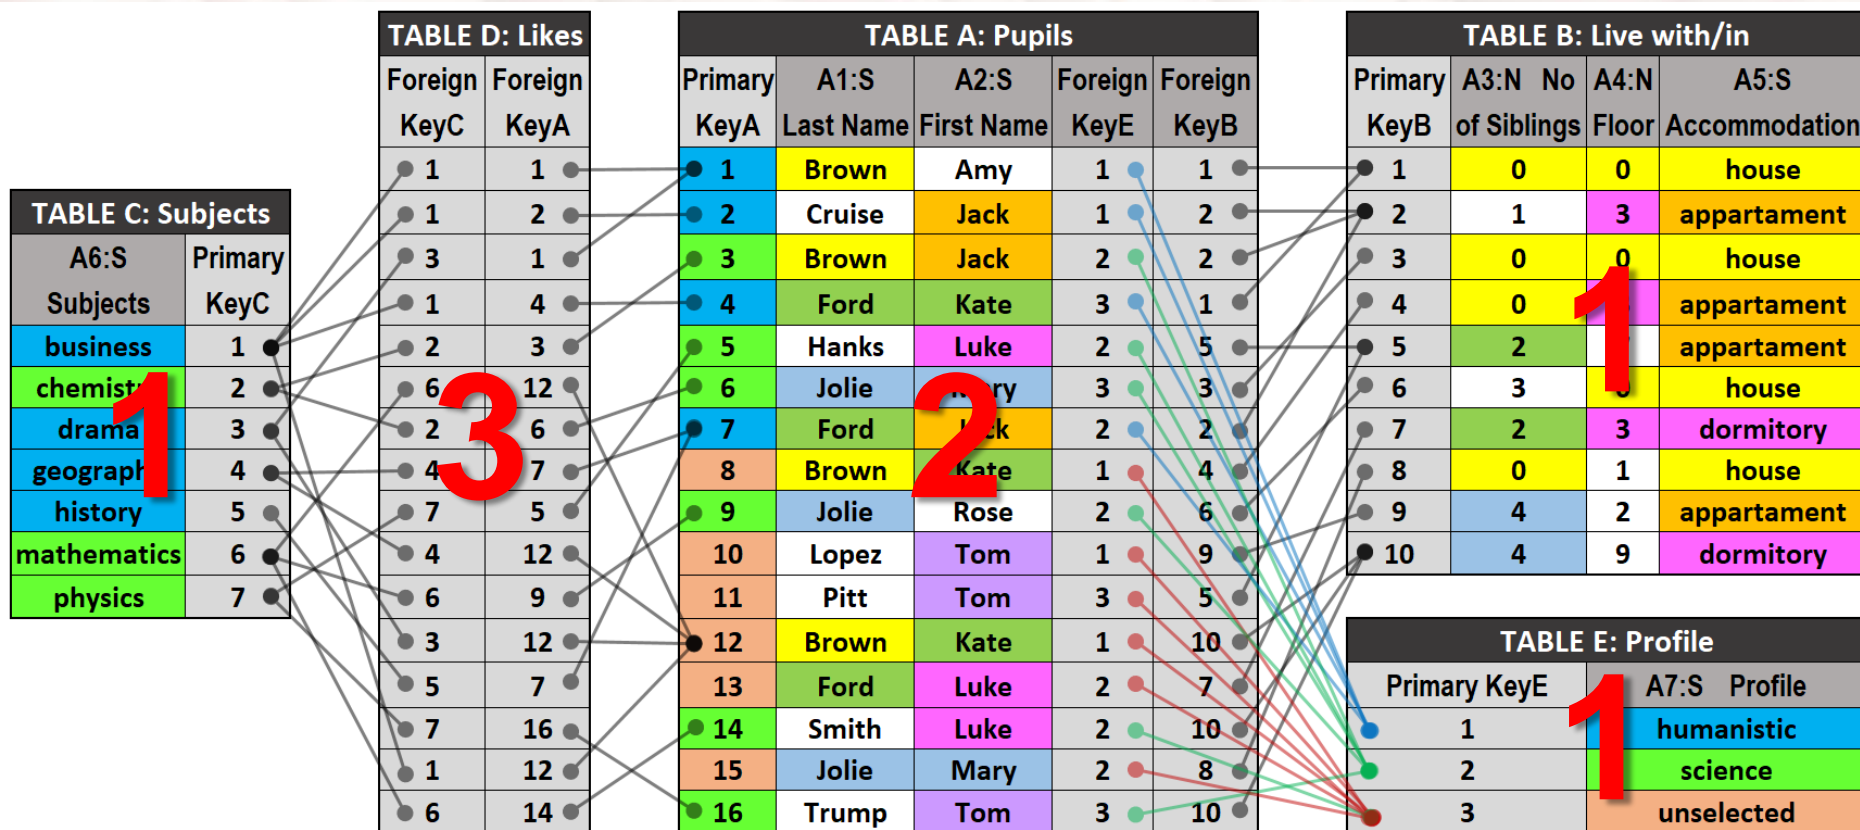 TABLE D: Likes
Foreign KeyC Foreign KeyA
1 1
1 2
3 1
1 4
2 3
6 12
2 6
4 7
7 5
4 12
6 9
3 12
5 7
7 16
1 12
6 14
3
TABLE A: Pupils
Primary KeyA A1:S Last Name A2:S First Name Foreign KeyE Foreign KeyB
1 Brown Amy 1 1
2 Cruise Jack 1 2
3 Brown Jack 2 2
4 Ford Kate 3 1
5 Hanks Luke 2 5
6 Jolie Mary 3 3
7 Ford Jack 2 2
8 Brown Kate 1 4
9 Jolie Rose 2 6
10 Lopez Tom 1 9
11 Pitt Tom 3 5
12 Brown Kate 1 10
13 Ford Luke 2 7
14 Smith Luke 2 10
15 Jolie Mary 2 8
16 Trump Tom 3 10
2
TABLE B: Live with/in
Primary KeyB A3:N No of Siblings A4:N Floor A5:S Accommodation
1 0 0 house
2 1 3 appartament
3 0 0 house
4 0 appartament
5 2 appartament
6 3 house
7 2 3 dormitory
8 0 1 house
9 4 2 appartament
10 4 9 dormitory
1
TABLE C: Subjects
A6:S Subjects Primary KeyC
business 1
chemistry 2
drama 3
geography 4
history 5
mathematics 6
physics 7
1
TABLE E: Profile
Primary KeyE A7:S Profile
1 humanistic
2 science
3 unselected
1